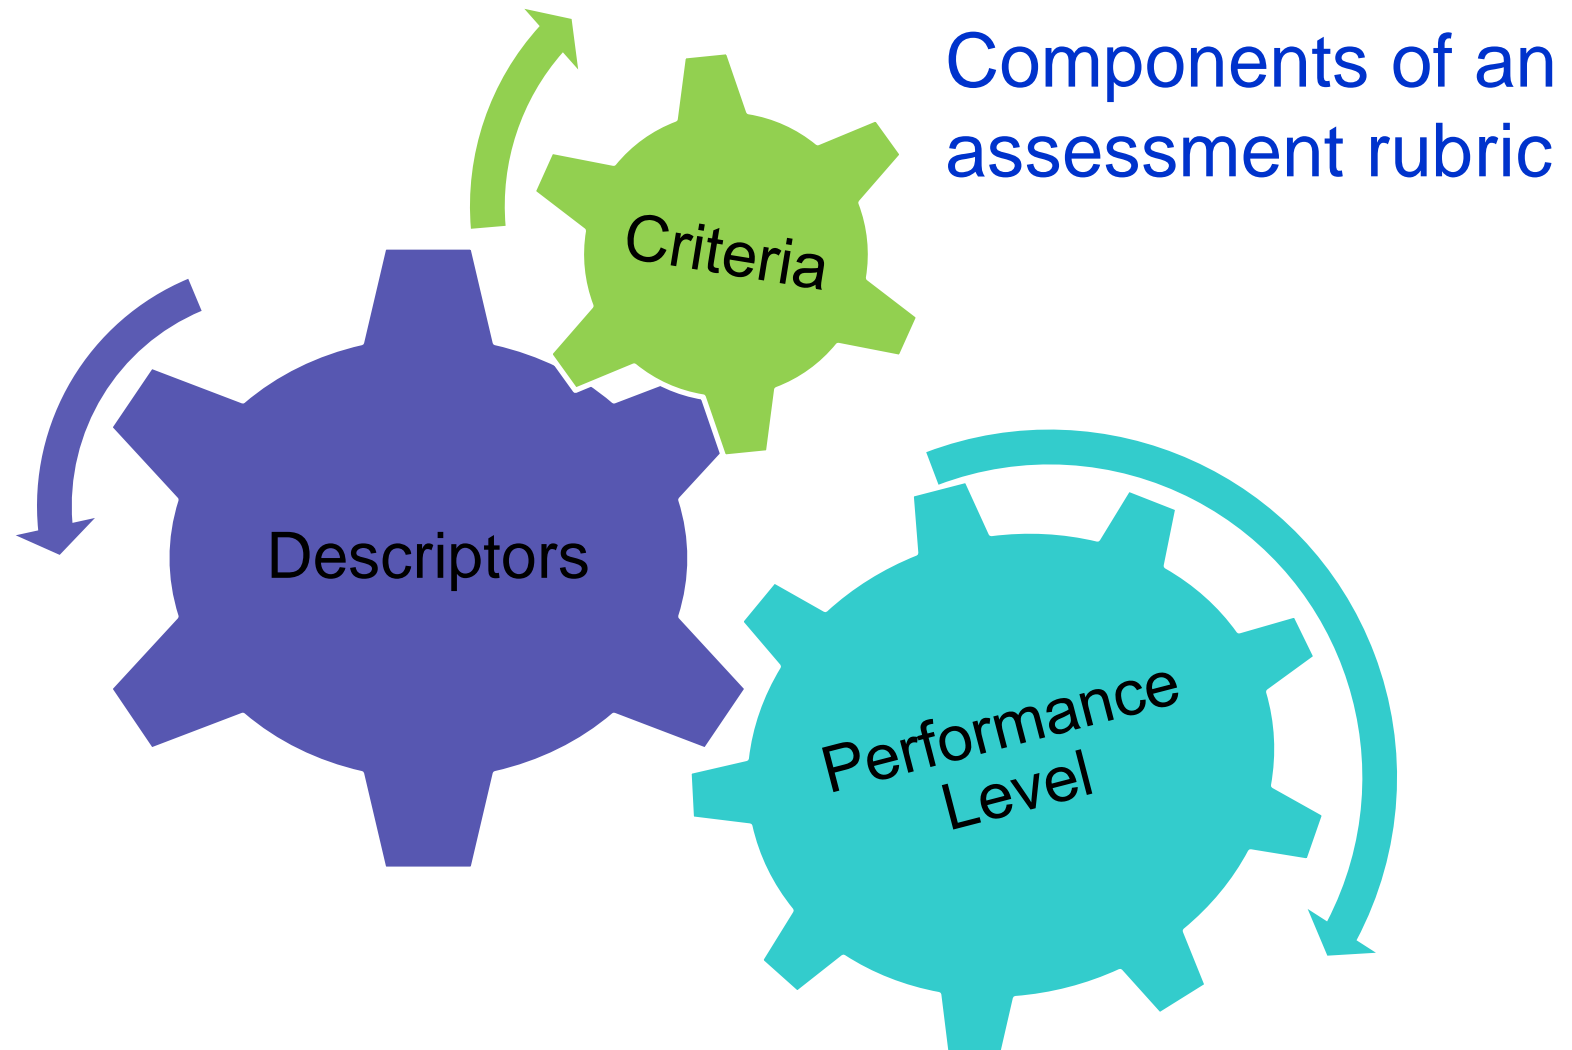 Components of an
assessment rubric
Criteria
Descriptors
Performance
Level